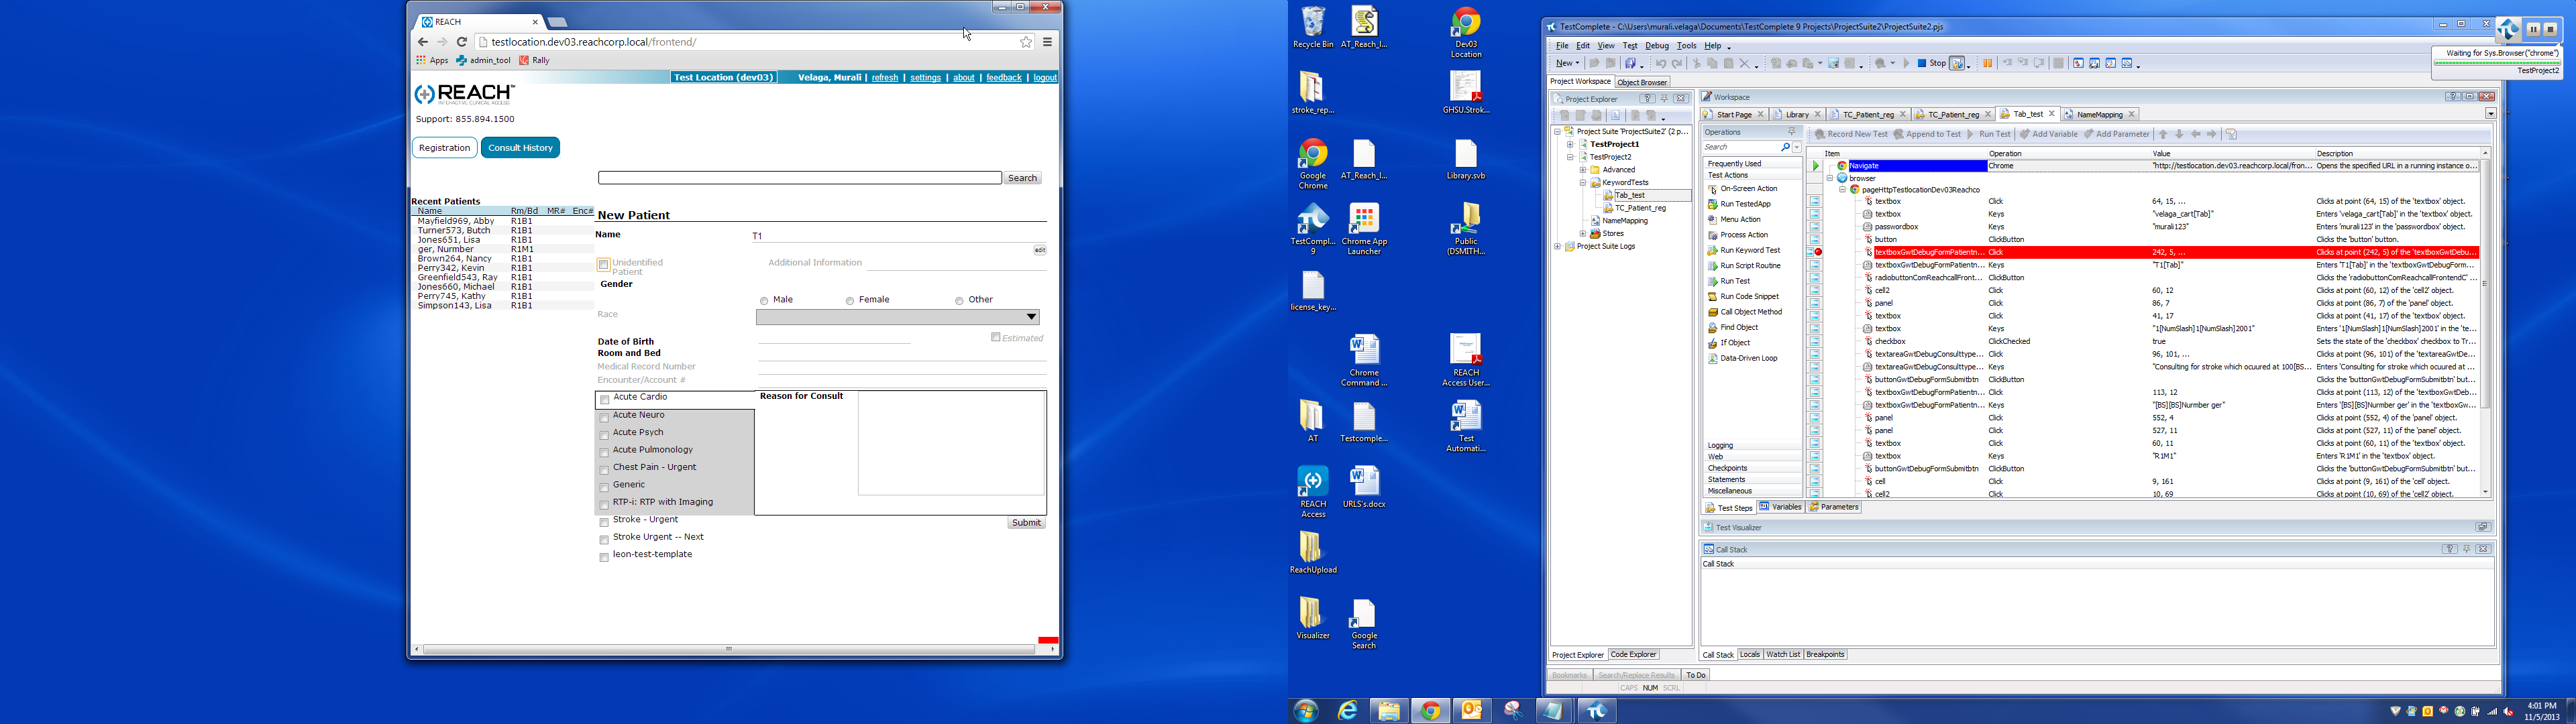 REACH
testlocation.dev03.reachcorp.local/frontend/
Apps admin_tool Rally
Test Location (dev03) Velaga, Murali | refresh | settings | about | feedback | logout
REACH™
INTERACTIVE CLINICAL ACCESS
Support: 855.894.1500
Registration Consult History
Search
Recent Patients
Name Rm/Bd MR# Enc#
Mayfield969, Abby R1B1
Turner573, Butch R1B1
Jones651, Lisa R1B1
ger, Nurmber R1M1
Brown264, Nancy R1B1
Perry342, Kevin R1B1
Greenfield543, Ray R1B1
Jones660, Michael R1B1
Perry745, Kathy R1B1
Simpson143, Lisa R1B1
New Patient
Name T1
edit
Unidentified Patient Additional Information
Gender
Male Female Other
Race
Estimated
Date of Birth
Room and Bed
Medical Record Number
Encounter/Account #
Acute Cardio Reason for Consult
Acute Neuro
Acute Psych
Acute Pulmonology
Chest Pain - Urgent
Generic
RTP-i: RTP with Imaging
Stroke - Urgent Submit
Stroke Urgent -- Next
leon-test-template
Recycle Bin AT_Reach_I... Dev03 Location
stroke_rep... GHSU.Strok...
Google Chrome AT_Reach_I... Library.svb
TestCompl... 9 Chrome App Launcher Public (DSMITH...
license_key...
Chrome Command ... REACH Access User...
AT Testcomple... Test Automati...
REACH Access URLS's.docx
ReachUpload
Visualizer Google Search
TestComplete - C:\Users\murali.velaga\Documents\TestComplete 9 Projects\ProjectSuite2\ProjectSuite2.pjs
File Edit View Test Debug Tools Help
New Stop
Waiting for Sys.Browser("chrome")
TestProject2
Project Workspace Object Browser
Project Explorer
Project Suite 'ProjectSuite2' (2 p...
TestProject1
TestProject2
Advanced
KeywordTests
Tab_test
TC_Patient_reg
NameMapping
Stores
Project Suite Logs
Workspace
Start Page Library TC_Patient_reg TC_Patient_reg Tab_test NameMapping
Operations
Search
Frequently Used
Test Actions
On-Screen Action
Run TestedApp
Menu Action
Process Action
Run Keyword Test
Run Script Routine
Run Test
Run Code Snippet
Call Object Method
Find Object
If Object
Data-Driven Loop
Logging
Web
Checkpoints
Statements
Miscellaneous
Record New Test Append to Test Run Test Add Variable Add Parameter
Item Operation Value Description
Navigate Chrome "http://testlocation.dev03.reachcorp.local/fron... Opens the specified URL in a running instance o...
browser
pageHttpTestlocationDev03Reachco
textbox Click 64, 15, ... Clicks at point (64, 15) of the 'textbox' object.
textbox Keys "velaga_cart[Tab]" Enters 'velaga_cart[Tab]' in the 'textbox' object.
passwordbox Keys "murali123" Enters 'murali123' in the 'passwordbox' object.
button ClickButton Clicks the 'button' button.
textboxGwtDebugFormPatientn... Click 242, 5, ... Clicks at point (242, 5) of the 'textboxGwtDebu...
textboxGwtDebugFormPatientn... Keys "T1[Tab]" Enters 'T1[Tab]' in the 'textboxGwtDebugForm...
radiobuttonComReachcallFront... ClickButton Clicks the 'radiobuttonComReachcallFrontendC' ...
cell2 Click 60, 12 Clicks at point (60, 12) of the 'cell2' object.
panel Click 86, 7 Clicks at point (86, 7) of the 'panel' object.
textbox Click 41, 17 Clicks at point (41, 17) of the 'textbox' object.
textbox Keys "1[NumSlash]1[NumSlash]2001" Enters '1[NumSlash]1[NumSlash]2001' in the 'te...
checkbox ClickChecked true Sets the state of the 'checkbox' checkbox to Tr...
textareaGwtDebugConsulttype... Click 96, 101, ... Clicks at point (96, 101) of the 'textareaGwtDeb...
textareaGwtDebugConsulttype... Keys "Consulting for stroke which occured at 100[BS... Enters 'Consulting for stroke which ocuured at ...
buttonGwtDebugFormSubmitbtn ClickButton Clicks the 'buttonGwtDebugFormSubmitbtn' but...
textboxGwtDebugFormPatientn... Click 113, 12 Clicks at point (113, 12) of the 'textboxGwtDeb...
textboxGwtDebugFormPatientn... Keys "[BS][BS]Nurmber ger" Enters '[BS][BS]Nurmber ger' in the 'textboxGw...
panel Click 552, 4 Clicks at point (552, 4) of the 'panel' object.
panel Click 527, 11 Clicks at point (527, 11) of the 'panel' object.
textbox Click 60, 11 Clicks at point (60, 11) of the 'textbox' object.
textbox Keys "R1M1" Enters 'R1M1' in the 'textbox' object.
buttonGwtDebugFormSubmitbtn ClickButton Clicks the 'buttonGwtDebugFormSubmitbtn' but...
cell Click 9, 161 Clicks at point (9, 161) of the 'cell' object.
cell2 Click 10, 69 Clicks at point (10, 69) of the 'cell2' object.
Test Steps Variables Parameters
Test Visualizer
Call Stack
Call Stack
Project Explorer Code Explorer
Call Stack Locals Watch List Breakpoints
Bookmarks Search/Replace Results To Do
CAPS NUM SCRL
4:01 PM
11/5/2013